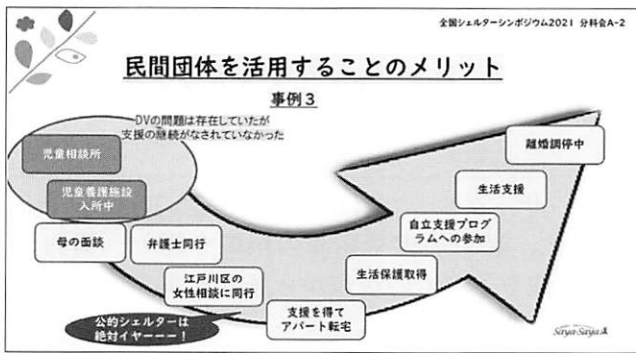 全国シェルターシンポジウム2021 分科会A-2
民間団体を活用することのメリット
事例3
DVの問題は存在していたが
支援の継続がなされていなかった
児童相談所
児童養護施設
入所中
母の面談
弁護士同行
江戸川区の
女性相談に同行
公的シェルターは
絶対イヤーーー!
支援を得て
アパート転宅
生活保護取得
自立支援プログ
ラムへの参加
生活支援
離婚調停中
Saya-Saya